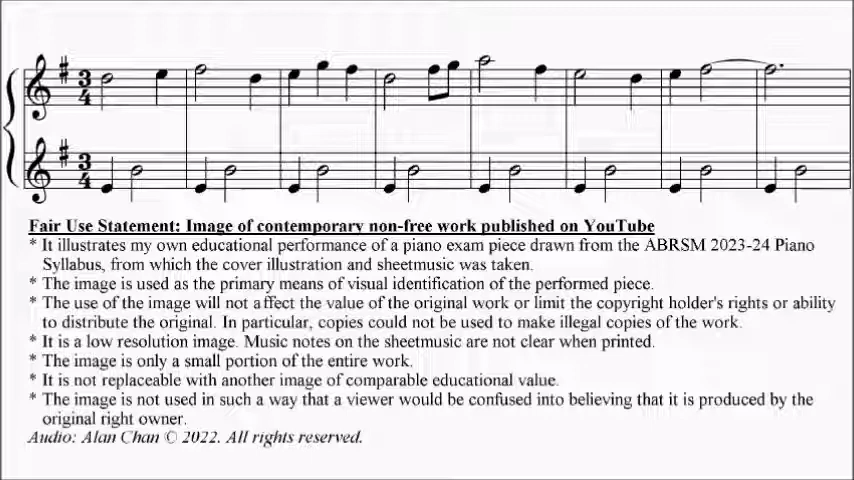 3
4
3
4
Fair Use Statement: Image of contemporary non-free work published on YouTube
* It illustrates my own educational performance of a piano exam piece drawn from the ABRSM 2023-24 Piano
Syllabus, from which the cover illustration and sheetmusic was taken.
* The image is used as the primary means of visual identification of the performed piece.
* The use of the image will not affect the value of the original work or limit the copyright holder's rights or ability
to distribute the original. In particular, copies could not be used to make illegal copies of the work.
* It is a low resolution image. Music notes on the sheetmusic are not clear when printed.
* The image is only a small portion of the entire work.
* It is not replaceable with another image of comparable educational value.
* The image is not used in such a way that a viewer would be confused into believing that it is produced by the
original right owner.
Audio: Alan Chan © 2022. All rights reserved.